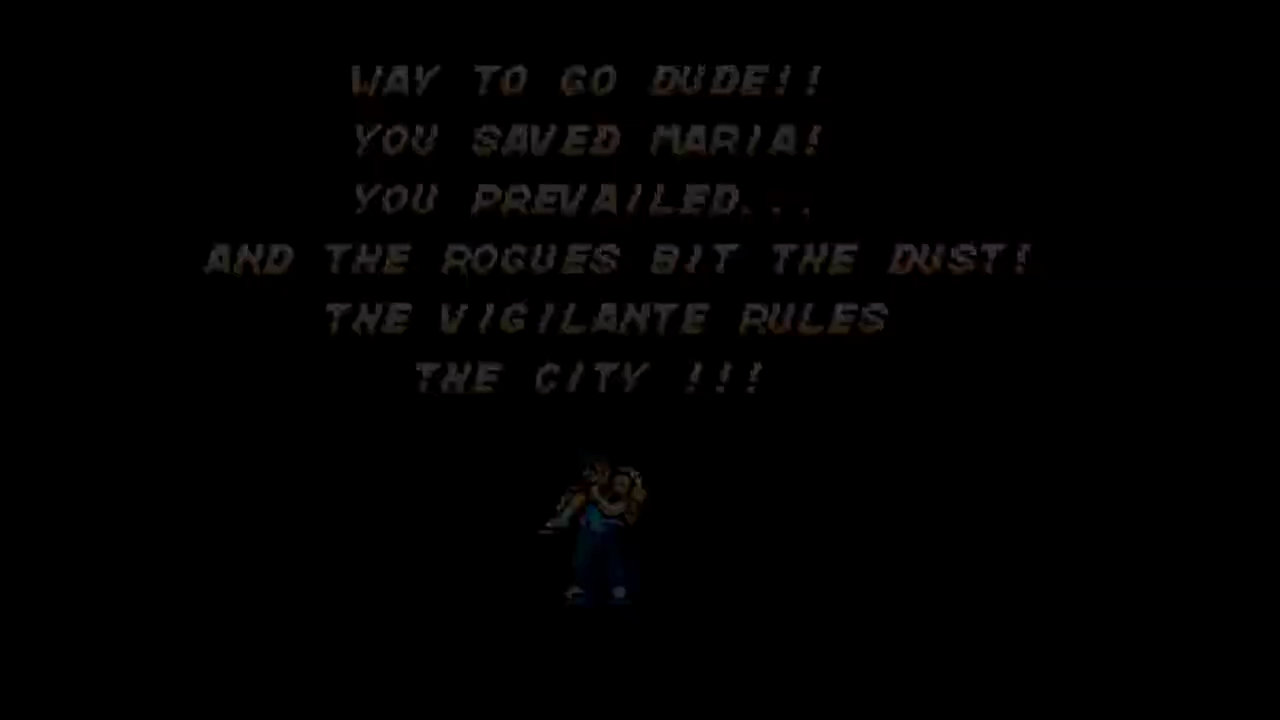 WAY TO GO DUDE!!
YOU SAVED MARIA!
YOU PREVAILED...
AND THE ROGUES BIT THE DUST!
THE VIGILANTE RULES
THE CITY !!!